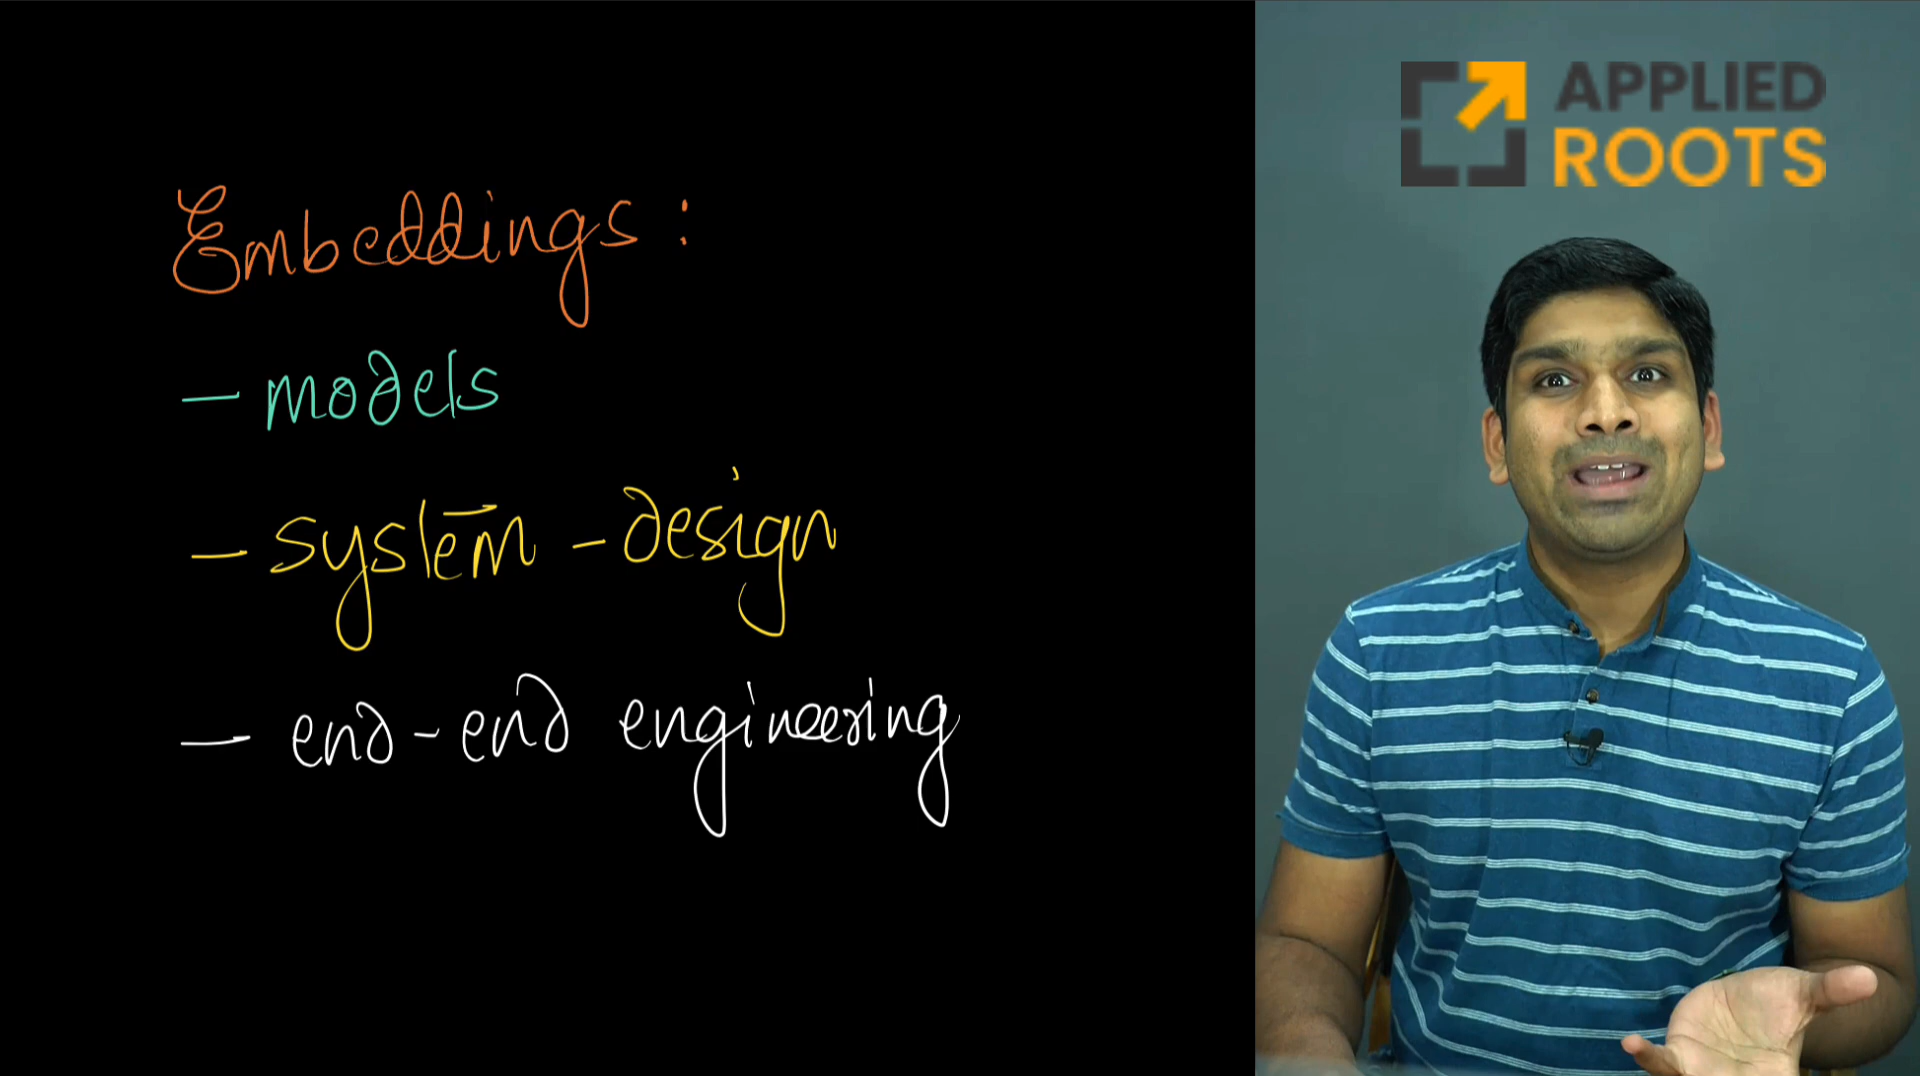 Embeddings:
- models
- system - design
- end-end engineering
APPLIED
ROOTS